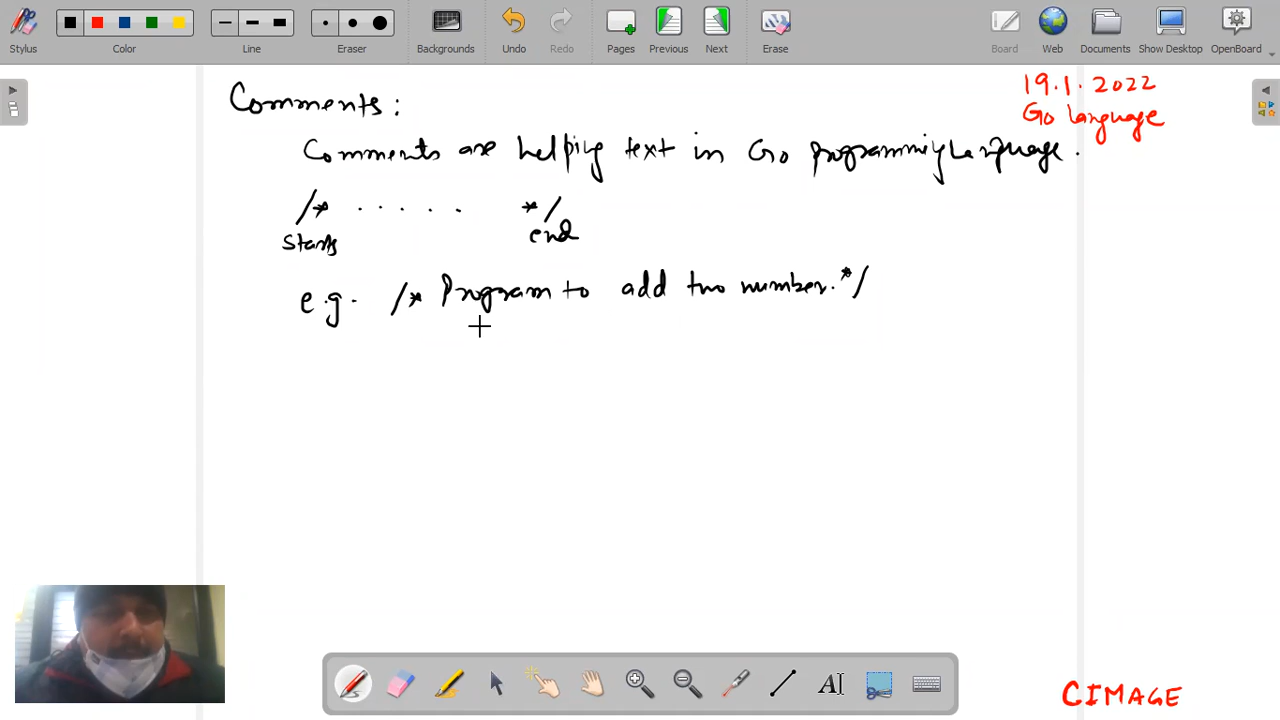 Stylus
Color
Line
Eraser
Backgrounds
Undo
Redo
Pages
Previous
Next
Erase
Board
Web
Documents
Show Desktop
OpenBoard
19.1.2022
Go language
Comments:
Comments are helping text in Go programming Language.
/* ..... */
starts end
e.g. /* Program to add two number. */
CIMAGE